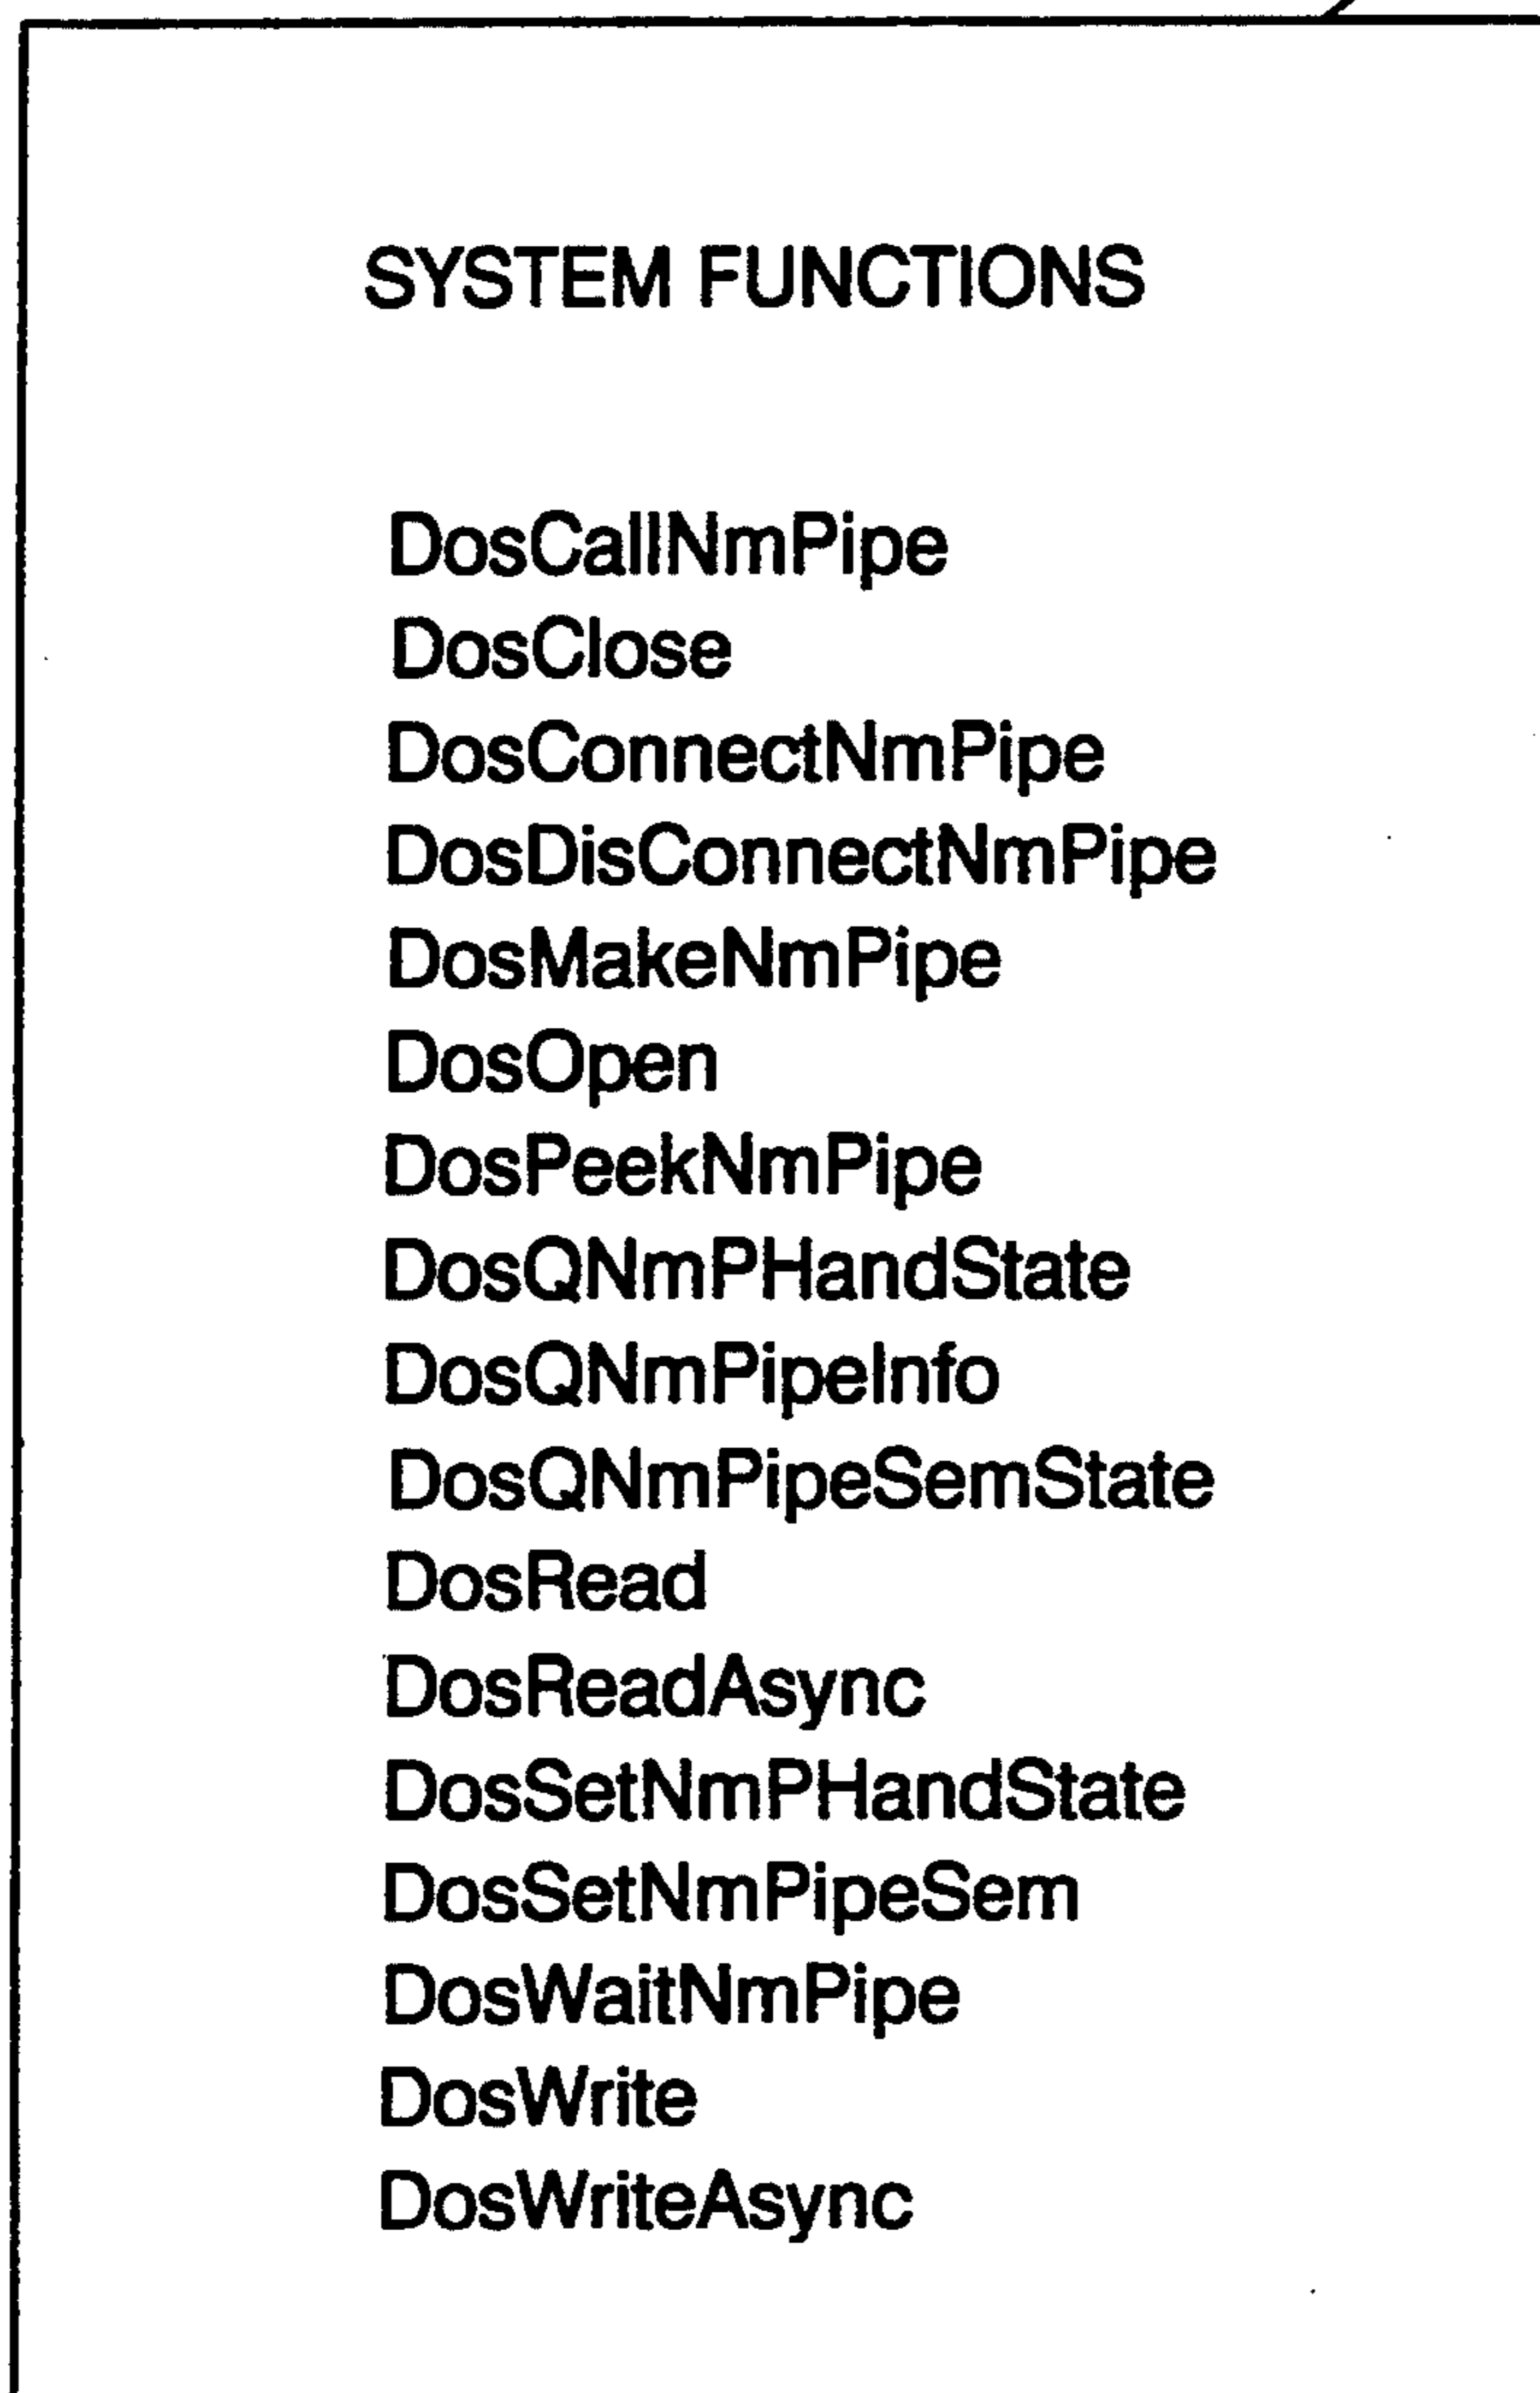 SYSTEM FUNCTIONS
DosCallNmPipe
DosClose
DosConnectNmPipe
DosDisConnectNmPipe
DosMakeNmPipe
DosOpen
DosPeekNmPipe
DosQNmPHandState
DosQNmPipeInfo
DosQNmPipeSemState
DosRead
DosReadAsync
DosSetNmPHandState
DosSetNmPipeSem
DosWaitNmPipe
DosWrite
DosWriteAsync